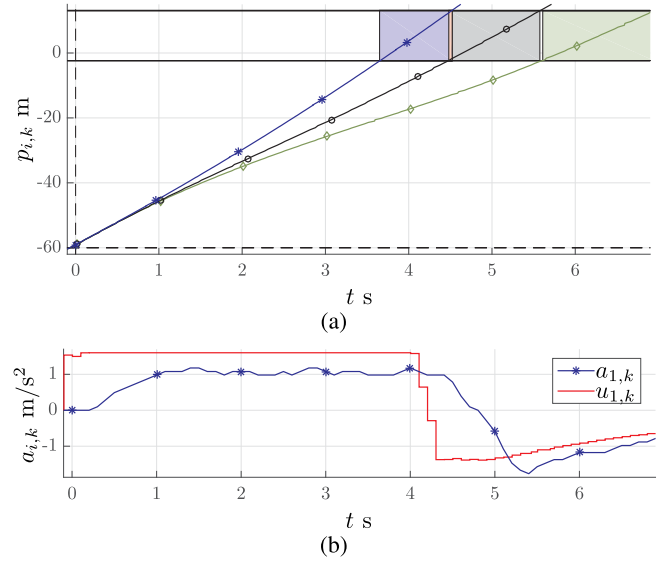 0
-20
-40
-60
p_{i,k} m
0 1 2 3 4 5 6
t s
(a)
1
0
-1
a_{i,k} m/s²
a_{1,k}
u_{1,k}
0 1 2 3 4 5 6
t s
(b)